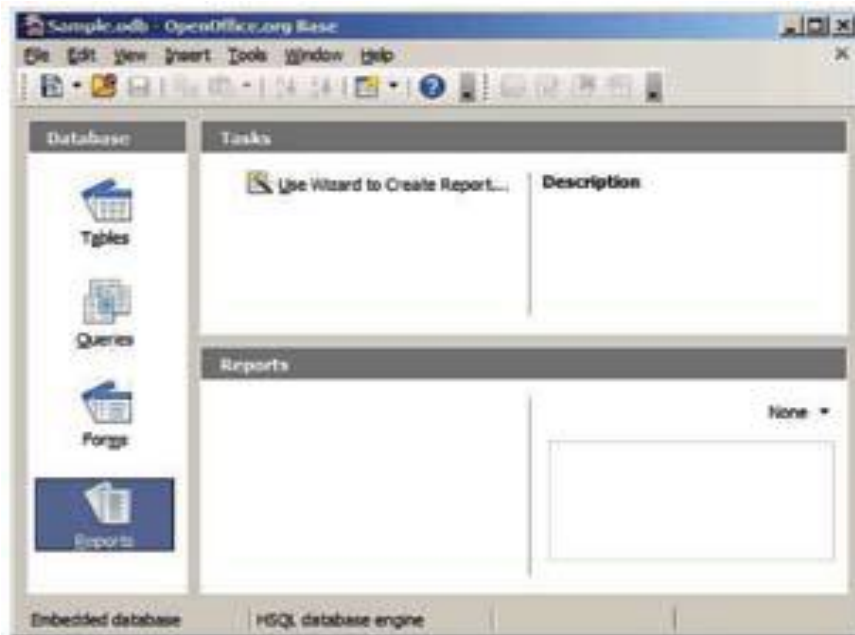 Sample.odb - OpenOffice.org Base
File Edit View Insert Tools Window Help
Database
Tables
Queries
Forms
Reports
Tasks
Use Wizard to Create Report...
Description
Reports
None
Embedded database
HSQL database engine